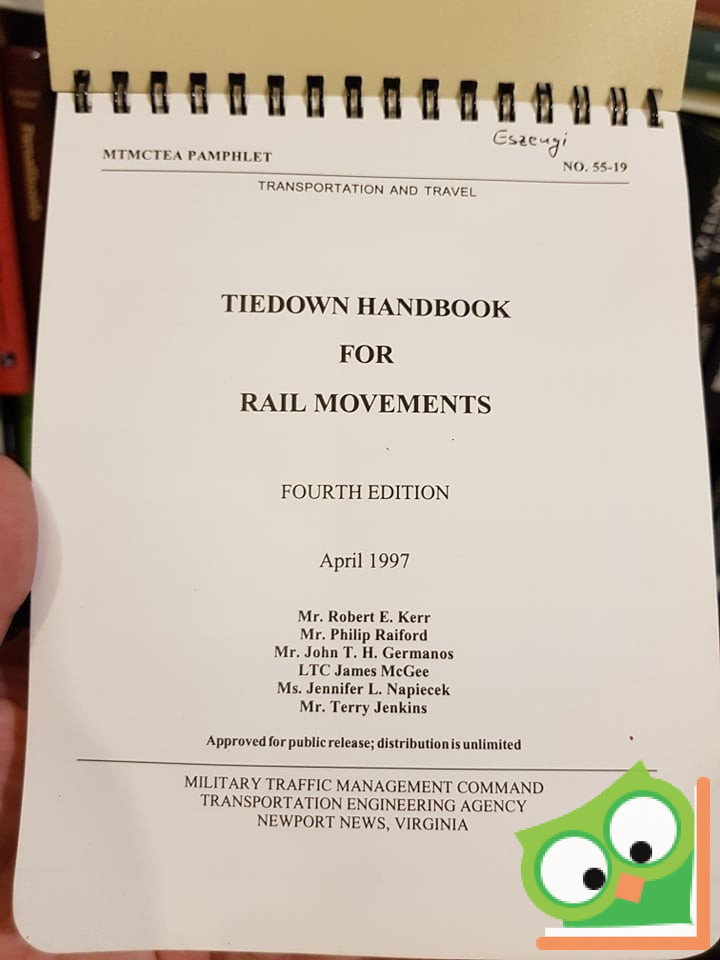 Eszengi
MTMCTEA PAMPHLET NO. 55-19
TRANSPORTATION AND TRAVEL
TIEDOWN HANDBOOK
FOR
RAIL MOVEMENTS
FOURTH EDITION
April 1997
Mr. Robert E. Kerr
Mr. Philip Raiford
Mr. John T. H. Germanos
LTC James McGee
Ms. Jennifer L. Napiecek
Mr. Terry Jenkins
Approved for public release; distribution is unlimited
MILITARY TRAFFIC MANAGEMENT COMMAND
TRANSPORTATION ENGINEERING AGENCY
NEWPORT NEWS, VIRGINIA